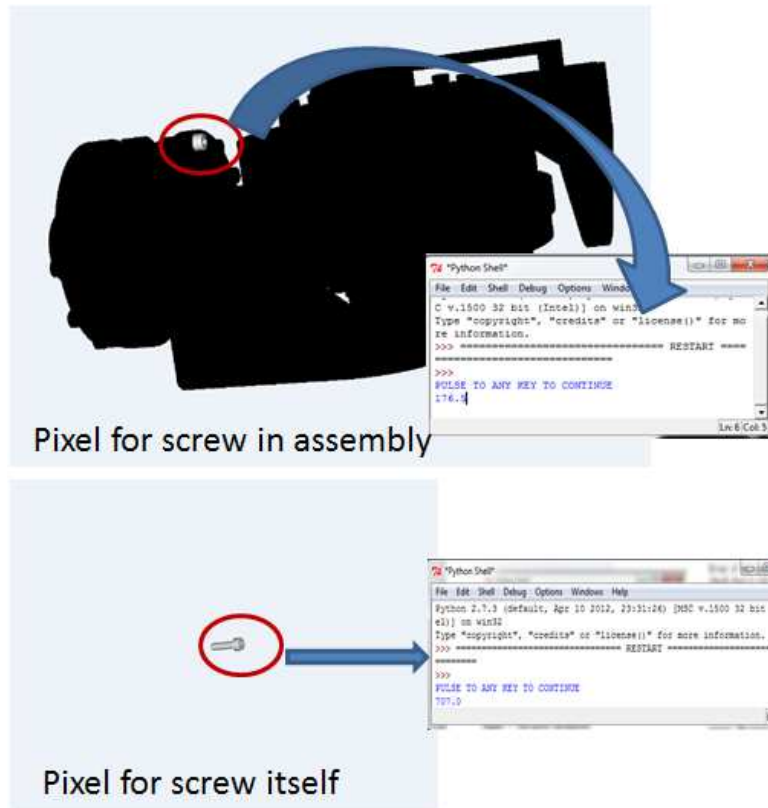 *Python Shell*
File Edit Shell Debug Options
C v.1500 32 bit (Intel)] on
Type "copyright", "credits" or "license()" for mo
re information.
>>> ================================ RESTART ====
============================
>>>
PULSE TO ANY KEY TO CONTINUE
176.5
Ln: 6 Col: 5
Pixel for screw in assembly
*Python Shell*
File Edit Shell Debug Options Windows Help
Python 2.7.3 (default, Apr 10 2012, 23:31:26) [MSC v.1500 32 bit
el)] on win32
Type "copyright", "credits" or "license()" for more information.
>>> ================================ RESTART ====================
========
>>>
PULSE TO ANY KEY TO CONTINUE
707.0
Pixel for screw itself